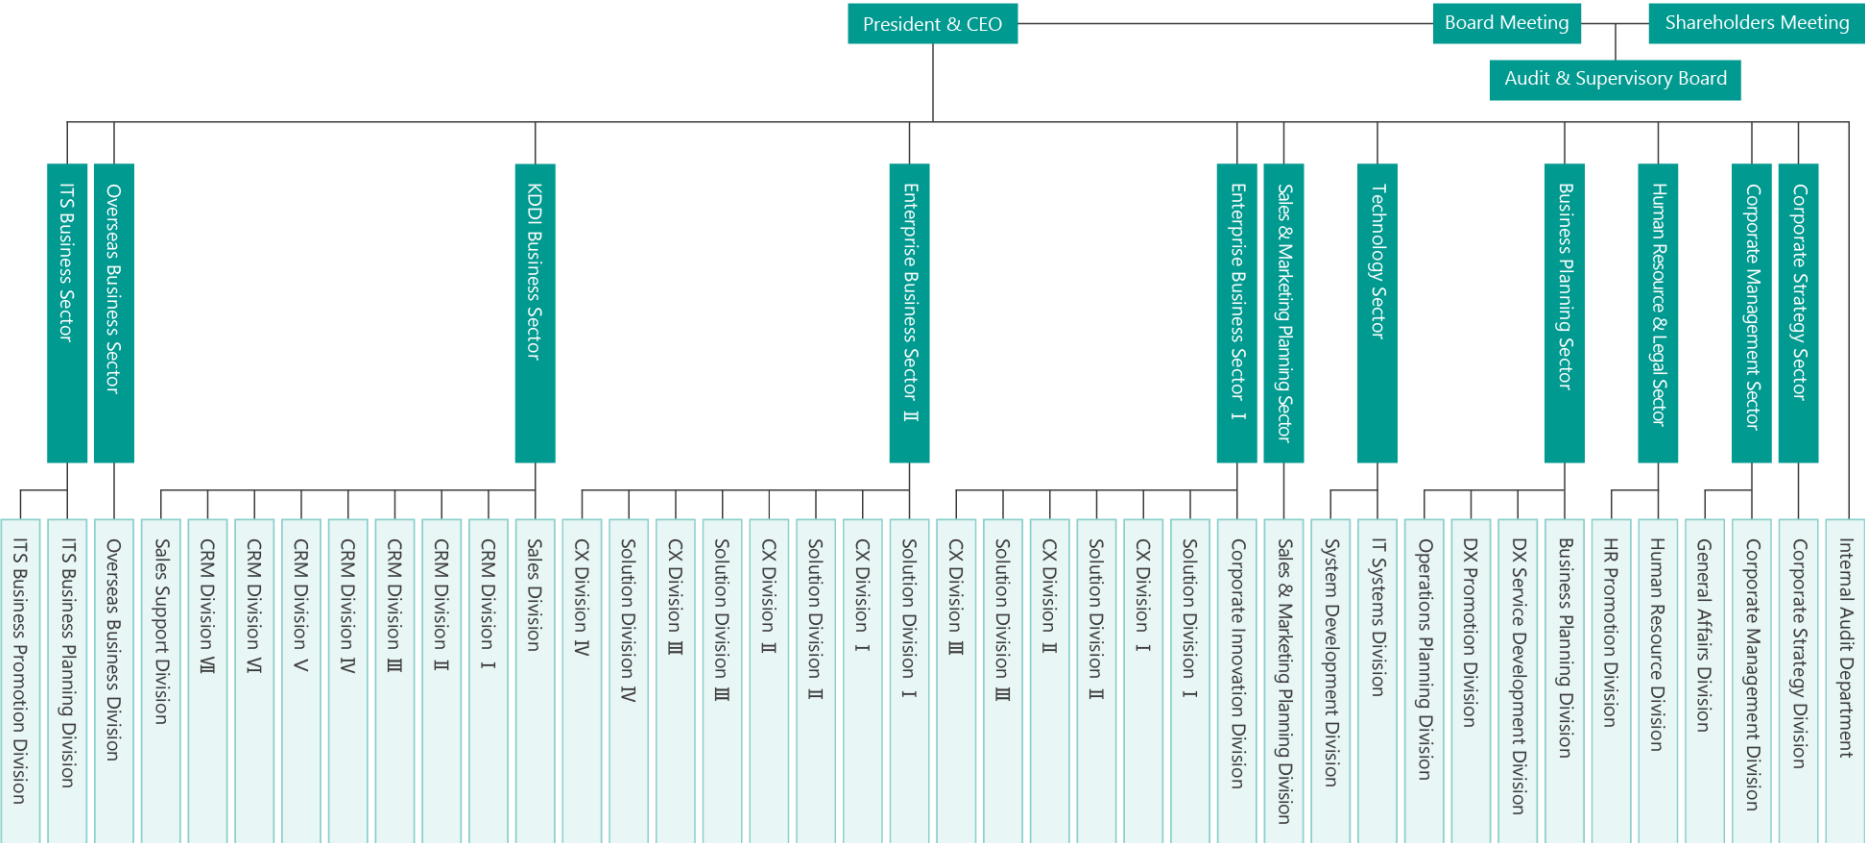 President & CEO
Board Meeting
Shareholders Meeting
Audit & Supervisory Board
ITS Business Sector
Overseas Business Sector
KDDI Business Sector
Enterprise Business Sector Ⅱ
Enterprise Business Sector Ⅰ
Sales & Marketing Planning Sector
Technology Sector
Business Planning Sector
Human Resource & Legal Sector
Corporate Management Sector
Corporate Strategy Sector
ITS Business Promotion Division
ITS Business Planning Division
Overseas Business Division
Sales Support Division
CRM Division Ⅶ
CRM Division Ⅵ
CRM Division Ⅴ
CRM Division Ⅳ
CRM Division Ⅲ
CRM Division Ⅱ
CRM Division Ⅰ
Sales Division
CX Division Ⅳ
Solution Division Ⅳ
CX Division Ⅲ
Solution Division Ⅲ
CX Division Ⅱ
Solution Division Ⅱ
CX Division Ⅰ
Solution Division Ⅰ
CX Division Ⅲ
Solution Division Ⅲ
CX Division Ⅱ
Solution Division Ⅱ
CX Division Ⅰ
Solution Division Ⅰ
Corporate Innovation Division
Sales & Marketing Planning Division
System Development Division
IT Systems Division
Operations Planning Division
DX Promotion Division
DX Service Development Division
Business Planning Division
HR Promotion Division
Human Resource Division
General Affairs Division
Corporate Management Division
Corporate Strategy Division
Internal Audit Department